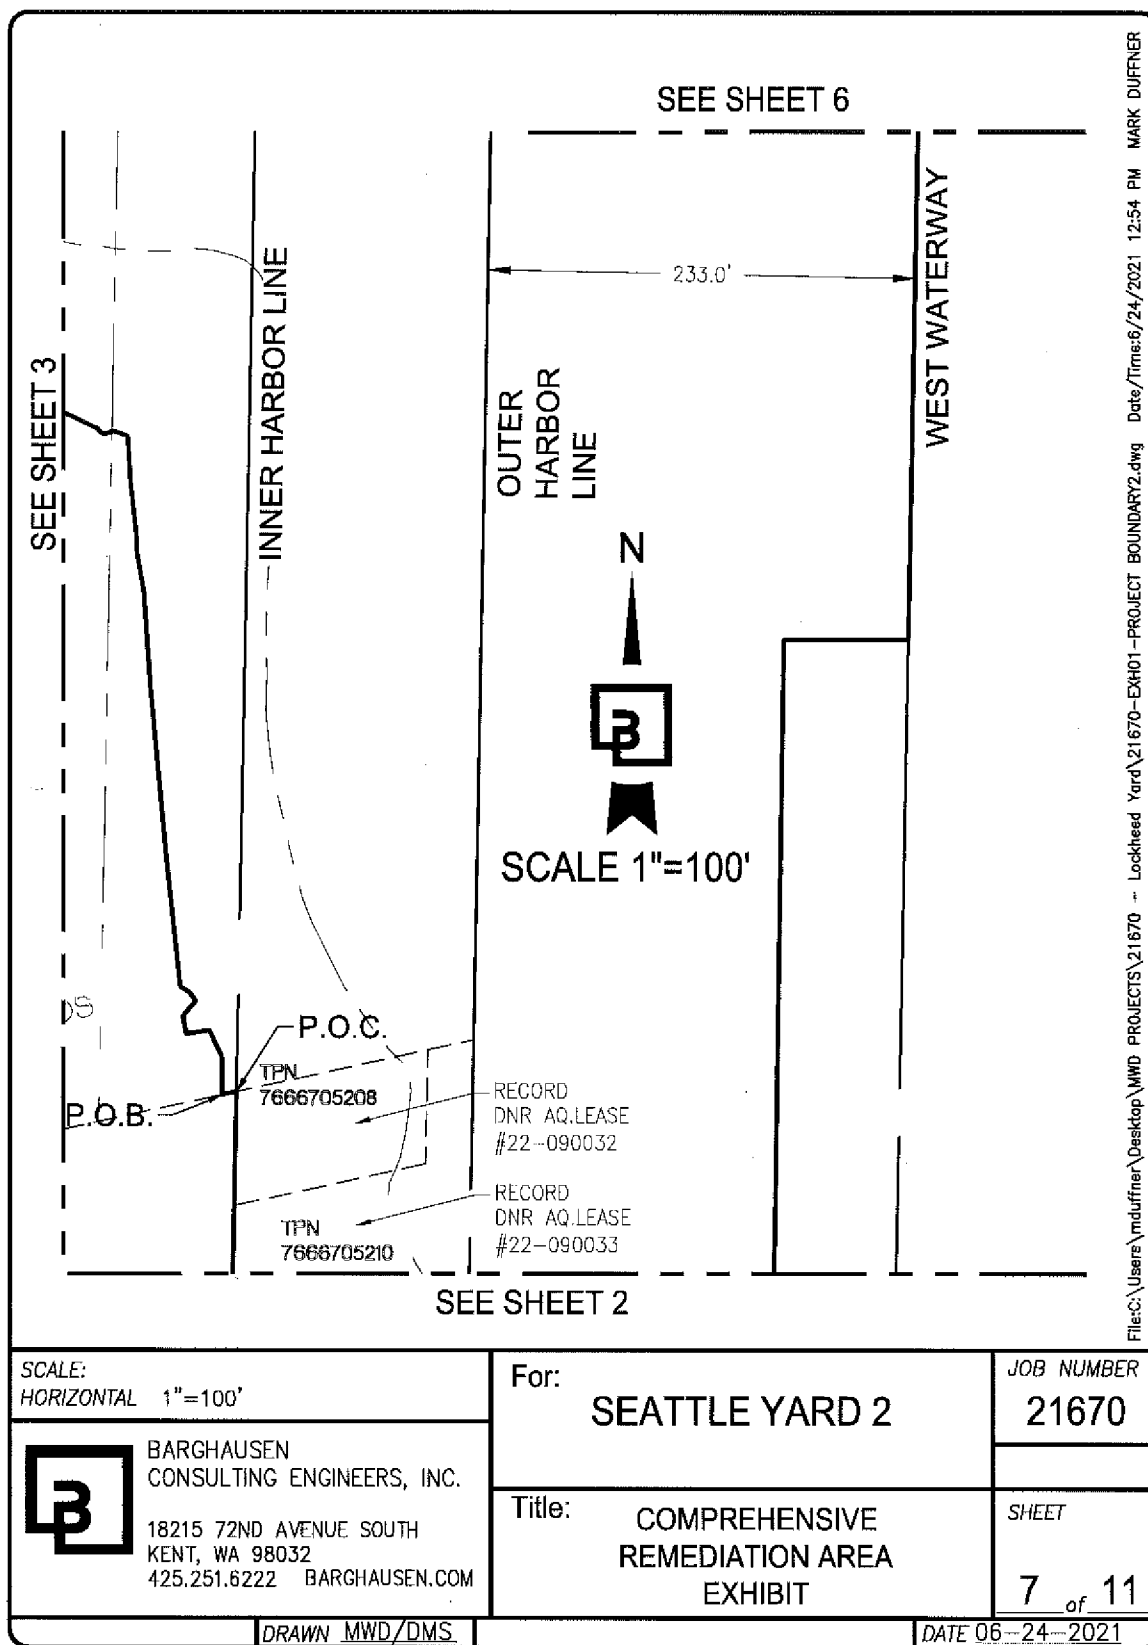 SEE SHEET 6
SEE SHEET 3
INNER HARBOR LINE
233.0'
WEST WATERWAY
OUTER
HARBOR
LINE
N
B
SCALE 1"=100'
P.O.C.
TPN
7666705208
P.O.B.
RECORD
DNR AQ.LEASE
#22-090032
RECORD
DNR AQ.LEASE
#22-090033
TPN
7666705210
SEE SHEET 2
File:C:\Users\mduffner\Desktop\MWD PROJECTS\21670 - Lockheed Yard\21670-EXH01-PROJECT BOUNDARY2.dwg Date/Time:6/24/2021 12:54 PM MARK DUFFNER
SCALE:
HORIZONTAL 1"=100'
B
BARGHAUSEN
CONSULTING ENGINEERS, INC.
18215 72ND AVENUE SOUTH
KENT, WA 98032
425.251.6222 BARGHAUSEN.COM
For:
SEATTLE YARD 2
JOB NUMBER
21670
Title:
COMPREHENSIVE
REMEDIATION AREA
EXHIBIT
SHEET
7 of 11
DRAWN MWD/DMS
DATE 06-24-2021